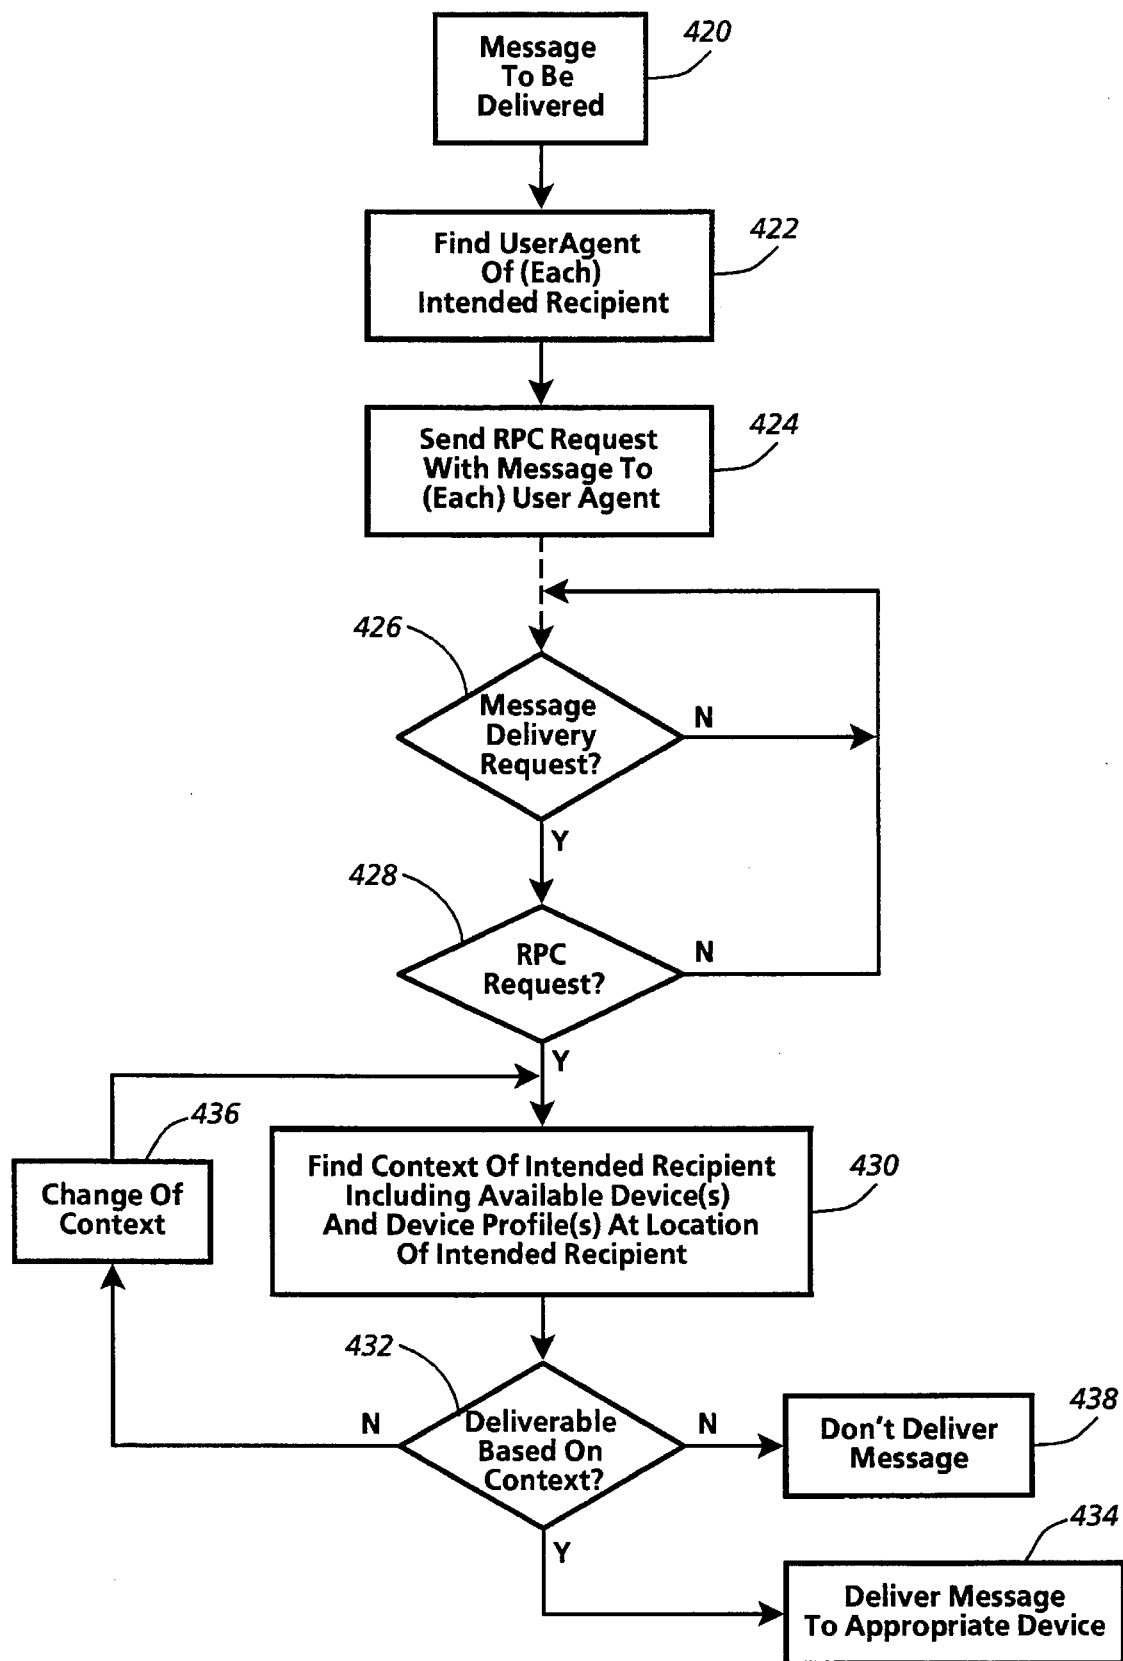 Message
To Be
Delivered
420
Find UserAgent
Of (Each)
Intended Recipient
422
Send RPC Request
With Message To
(Each) User Agent
424
426
Message
Delivery
Request?
N
Y
428
RPC
Request?
N
Y
436
Change Of
Context
Find Context Of Intended Recipient
Including Available Device(s)
And Device Profile(s) At Location
Of Intended Recipient
430
432
N
Deliverable
Based On
Context?
N
Y
Don't Deliver
Message
438
434
Deliver Message
To Appropriate Device